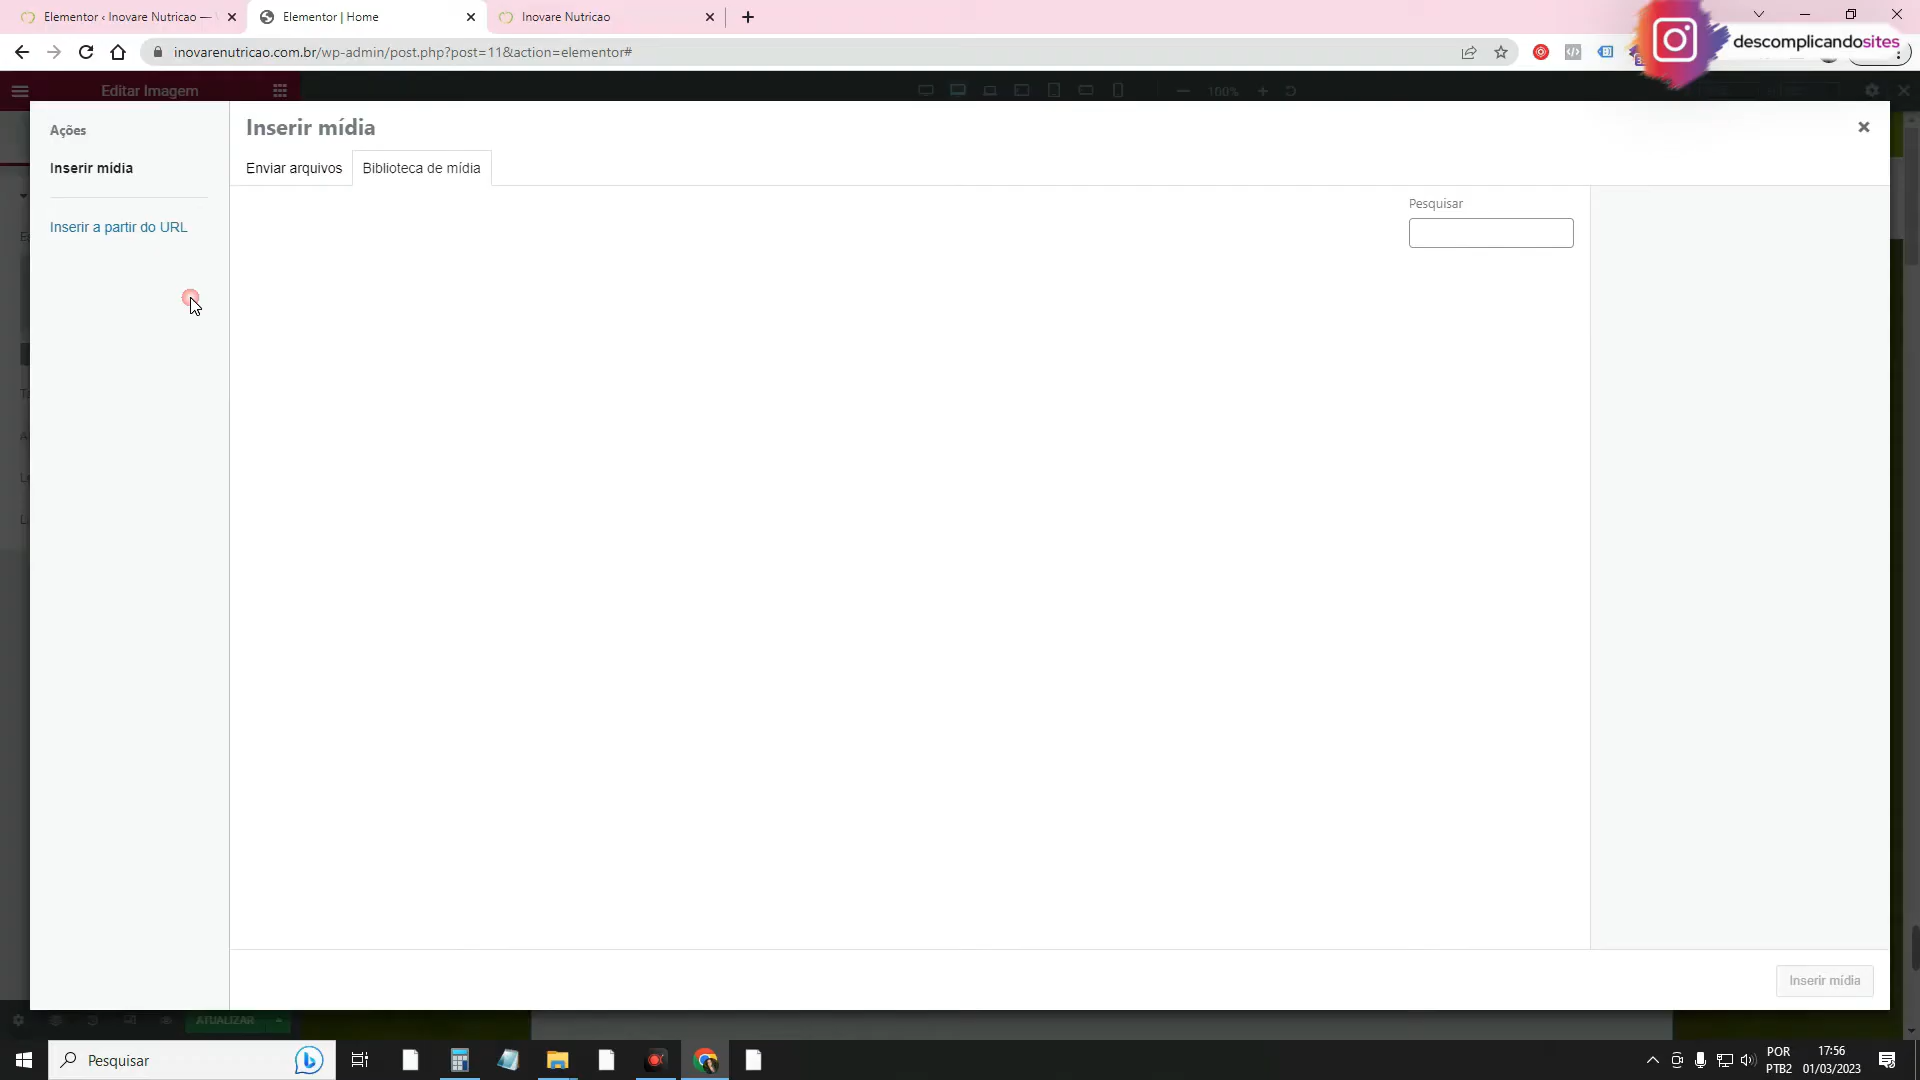 Elementor ‹ Inovare Nutricao —
Elementor | Home
Inovare Nutricao
inovarenutricao.com.br/wp-admin/post.php?post=11&action=elementor#
descomplicandosites
Editar Imagem
100%
Ações
Inserir mídia
Inserir a partir do URL
Inserir mídia
Enviar arquivos
Biblioteca de mídia
Pesquisar
Inserir mídia
ATUALIZAR
Pesquisar
POR
PTB2
17:56
01/03/2023